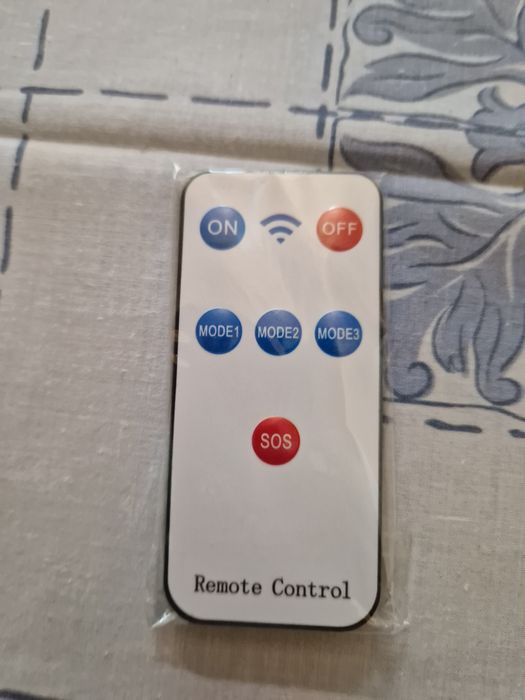 ON OFF
MODE1 MODE2 MODE3
SOS
Remote Control